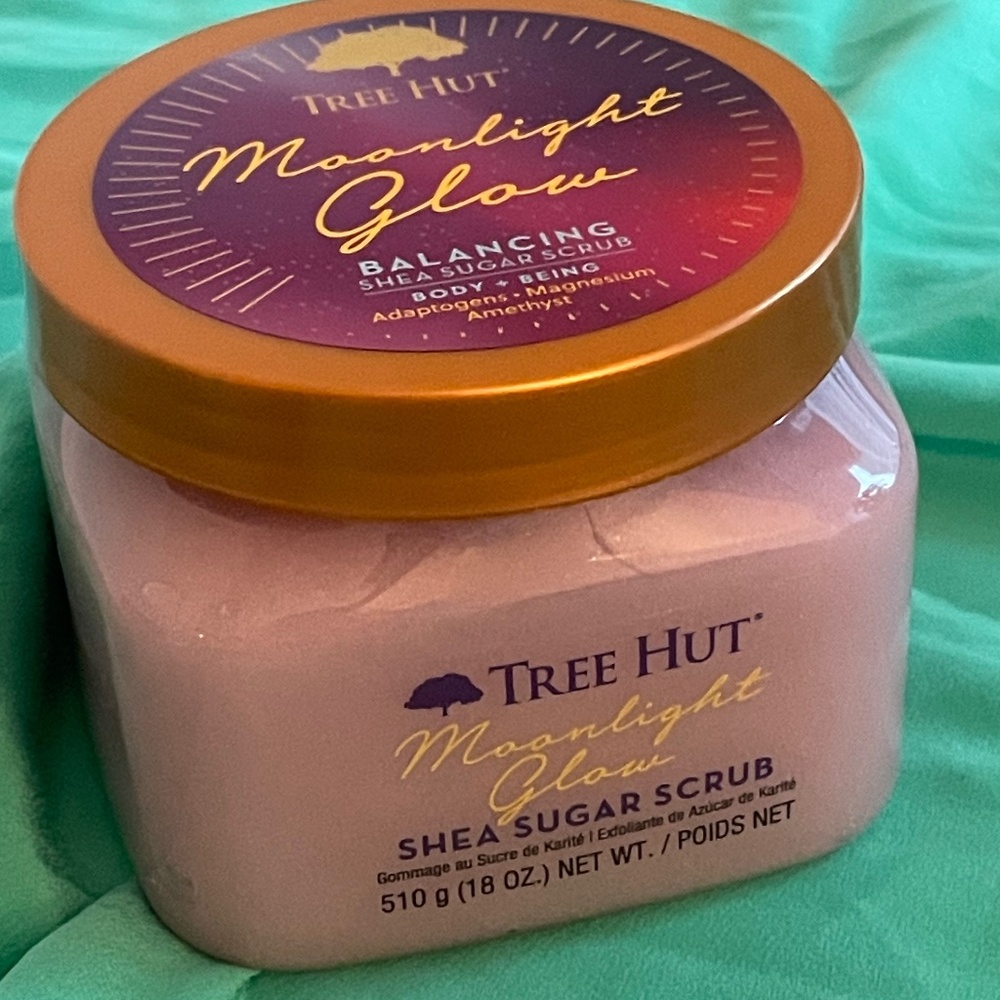 TREE HUT
Moonlight
Glow
BALANCING
SHEA SUGAR SCRUB
BODY + BEING
Adaptogens • Magnesium
Amethyst
TREE HUT®
Moonlight
Glow
SHEA SUGAR SCRUB
Gommage au Sucre de Karité | Exfoliante de Azúcar de Karité
510 g (18 OZ.) NET WT. / POIDS NET